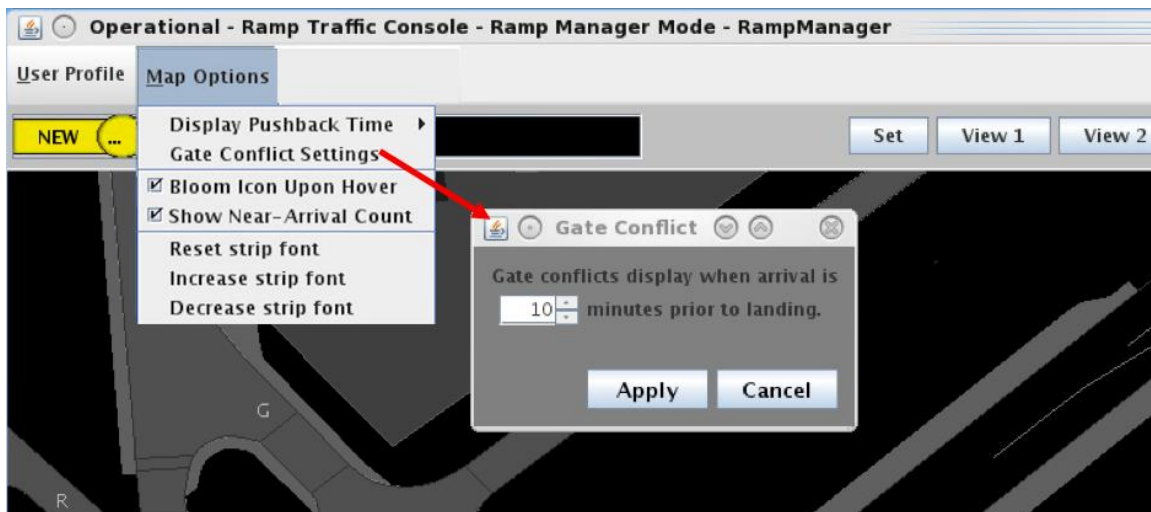 Operational - Ramp Traffic Console - Ramp Manager Mode - RampManager
User Profile Map Options
NEW ... Set View 1 View 2
Display Pushback Time
Gate Conflict Settings
Bloom Icon Upon Hover
Show Near-Arrival Count
Reset strip font
Increase strip font
Decrease strip font
Gate Conflict
Gate conflicts display when arrival is
10 minutes prior to landing.
Apply Cancel
G
R